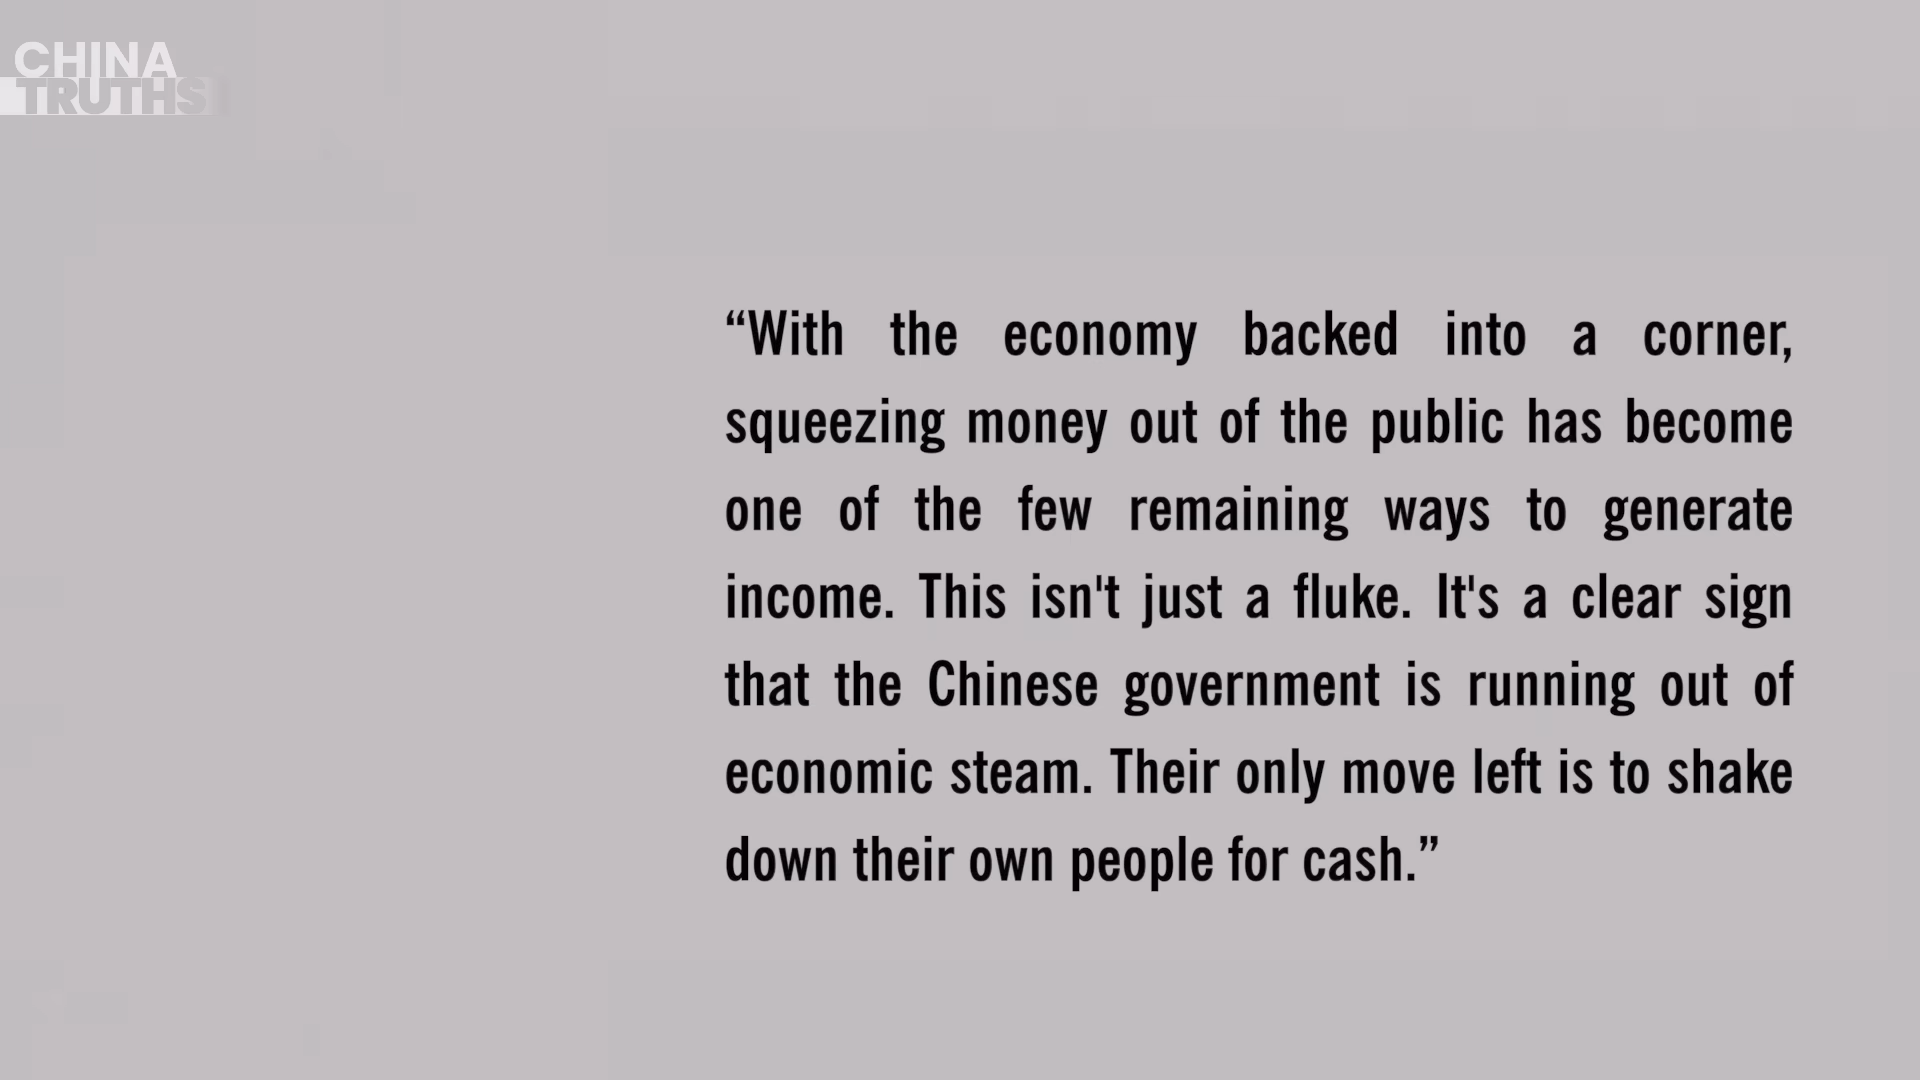 CHINA
TRUTHS
“With the economy backed into a corner,
squeezing money out of the public has become
one of the few remaining ways to generate
income. This isn't just a fluke. It's a clear sign
that the Chinese government is running out of
economic steam. Their only move left is to shake
down their own people for cash.”